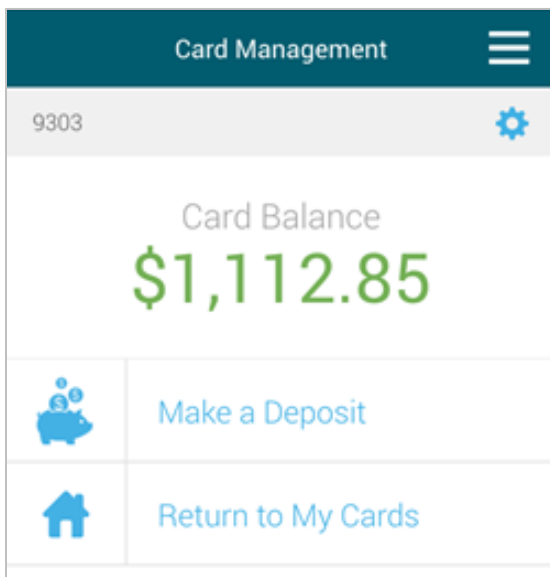 Card Management
9303
Card Balance
$1,112.85
Make a Deposit
Return to My Cards